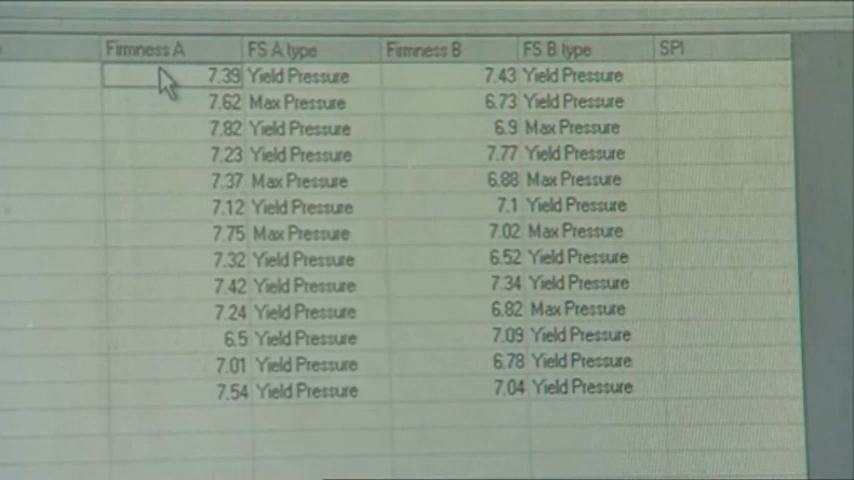 Firmness A FS A type Firmness B FS B type SPI
7.39 Yield Pressure 7.43 Yield Pressure
7.62 Max Pressure 6.73 Yield Pressure
7.82 Yield Pressure 6.9 Max Pressure
7.23 Yield Pressure 7.77 Yield Pressure
7.37 Max Pressure 6.88 Max Pressure
7.12 Yield Pressure 7.1 Yield Pressure
7.75 Max Pressure 7.02 Max Pressure
7.32 Yield Pressure 6.52 Yield Pressure
7.42 Yield Pressure 7.34 Yield Pressure
7.24 Yield Pressure 6.82 Max Pressure
6.5 Yield Pressure 7.09 Yield Pressure
7.01 Yield Pressure 6.78 Yield Pressure
7.54 Yield Pressure 7.04 Yield Pressure